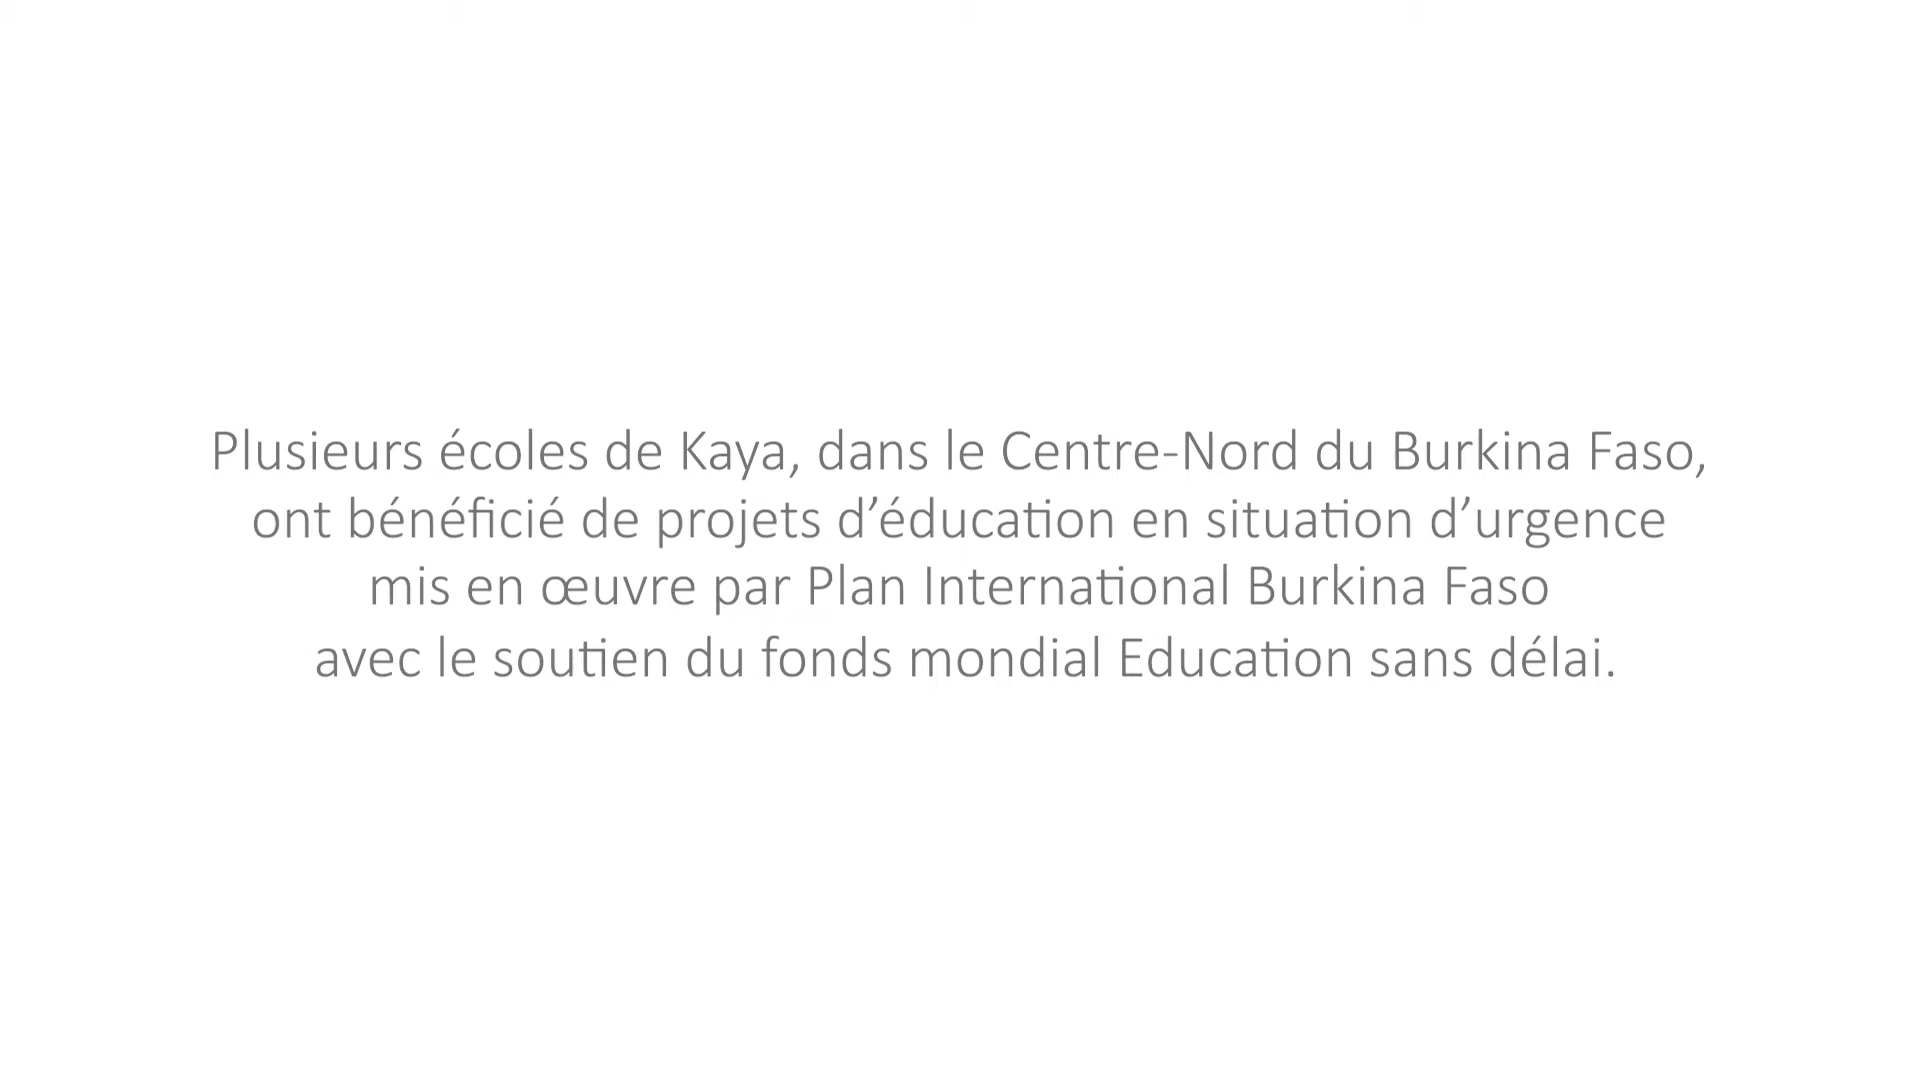 Plusieurs écoles de Kaya, dans le Centre-Nord du Burkina Faso,
ont bénéficié de projets d’éducation en situation d’urgence
mis en œuvre par Plan International Burkina Faso
avec le soutien du fonds mondial Education sans délai.